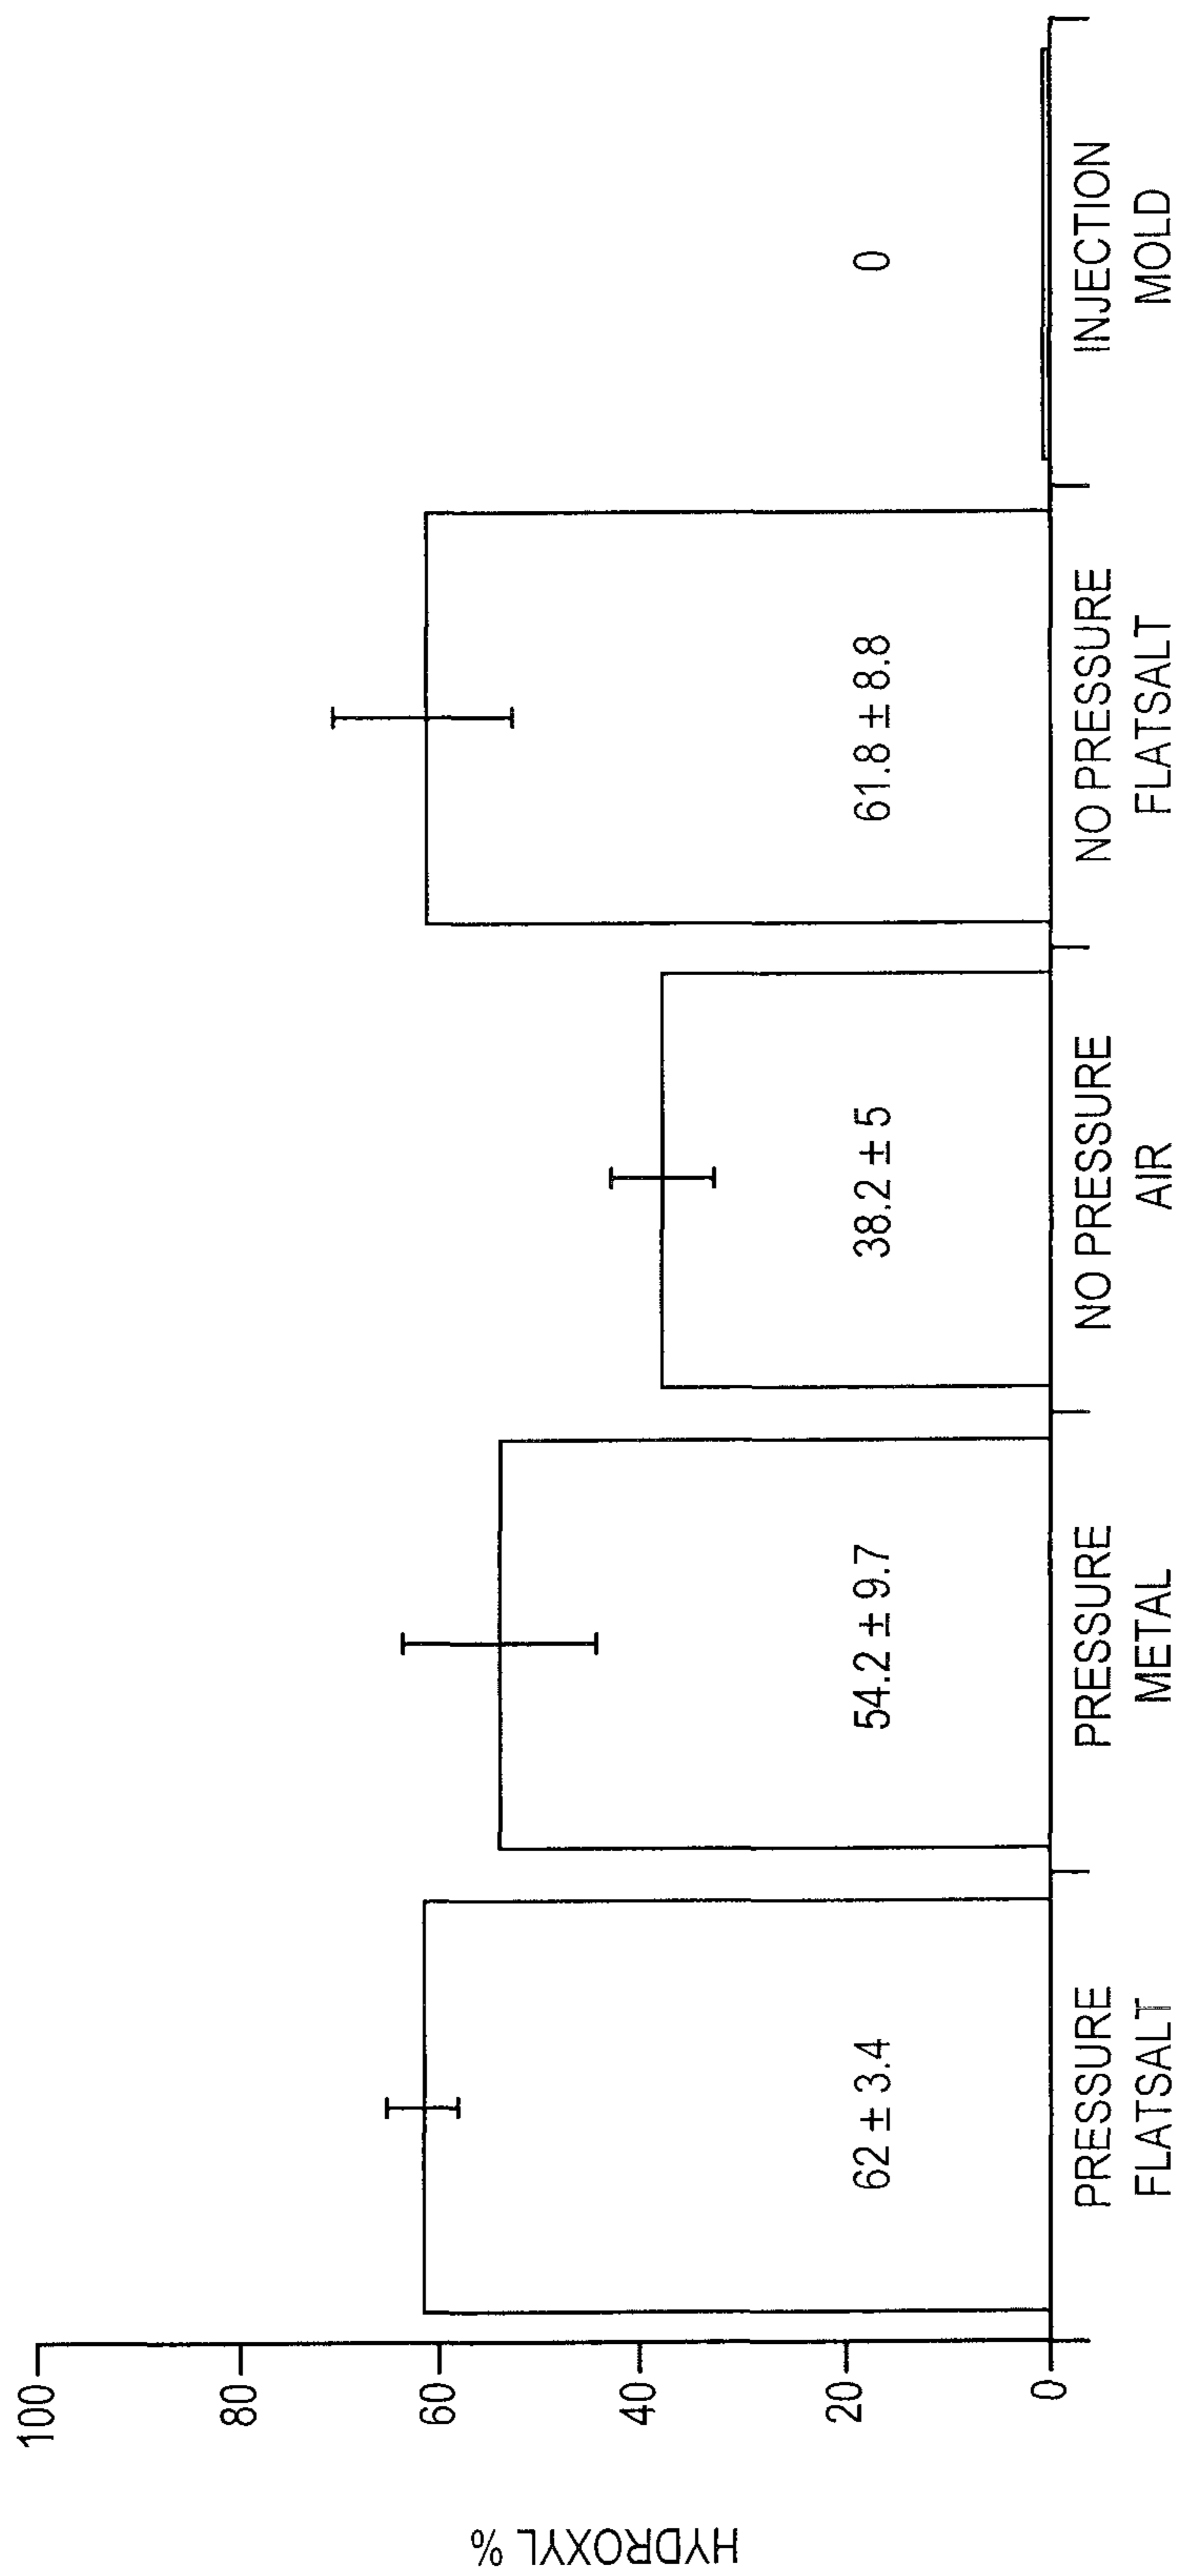 HYDROXYL %
100
80
60
40
20
0
62 ± 3.4
54.2 ± 9.7
38.2 ± 5
61.8 ± 8.8
0
PRESSURE
FLATSALT
PRESSURE
METAL
NO PRESSURE
AIR
NO PRESSURE
FLATSALT
INJECTION
MOLD